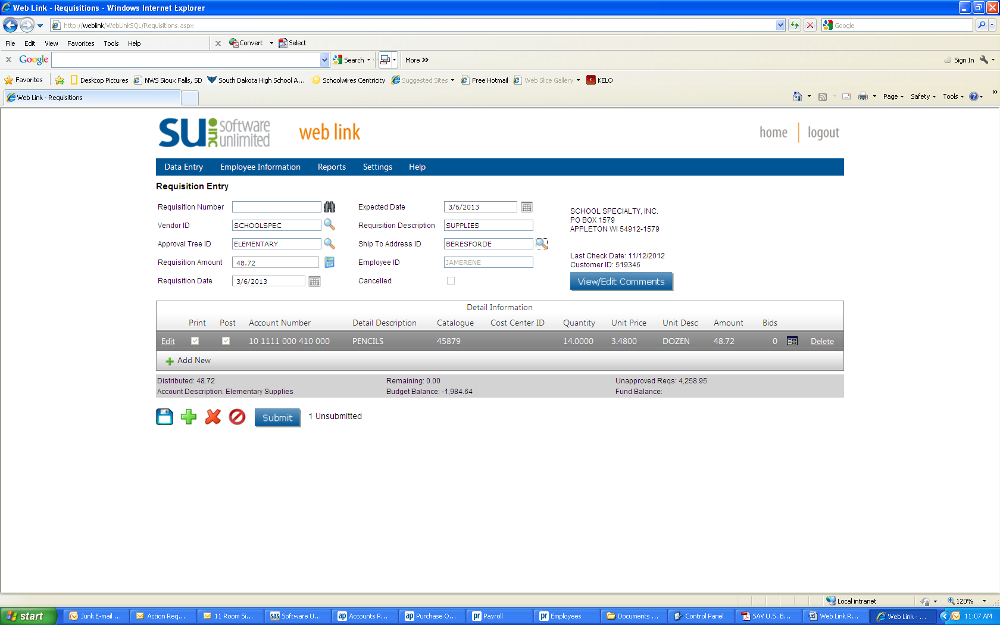 Web Link - Requisitions - Windows Internet Explorer
http://weblink/WebLinkSQL/Requisitions.aspx
Google
File Edit View Favorites Tools Help
x Convert Select
x Google Search More >> Sign In
Favorites Desktop Pictures NWS Sioux Falls, SD South Dakota High School A... Schoolwires Centricity Suggested Sites Free Hotmail Web Slice Gallery KELO
Web Link - Requisitions
Page Safety Tools
SUI software unlimited inc web link home | logout
Data Entry Employee Information Reports Settings Help
Requisition Entry
Requisition Number Expected Date 3/6/2013
SCHOOL SPECIALTY, INC.
PO BOX 1579
APPLETON WI 54912-1579
Vendor ID SCHOOLSPEC Requisition Description SUPPLIES
Approval Tree ID ELEMENTARY Ship To Address ID BERESFORDE
Last Check Date: 11/12/2012
Requisition Amount 48.72 Employee ID JAMERENE
Customer ID: 519346
Requisition Date 3/6/2013 Cancelled
View/Edit Comments
Detail Information
Print Post Account Number Detail Description Catalogue Cost Center ID Quantity Unit Price Unit Desc Amount Bids
Edit 10 1111 000 410 000 PENCILS 45879 14.0000 3.4800 DOZEN 48.72 0 Delete
Add New
Distributed: 48.72 Remaining: 0.00 Unapproved Reqs: 4,258.95
Account Description: Elementary Supplies Budget Balance: -1,984.64 Fund Balance:
Submit 1 Unsubmitted
Local intranet 120%
start Junk E-mail ... Action Req... 11 Room Si... sas Software U... ap Accounts P... ap Purchase O... pr Payroll pr Employees Documents ... Control Panel SAV U.S. B... Web Link R... Web Link - ... 11:07 AM